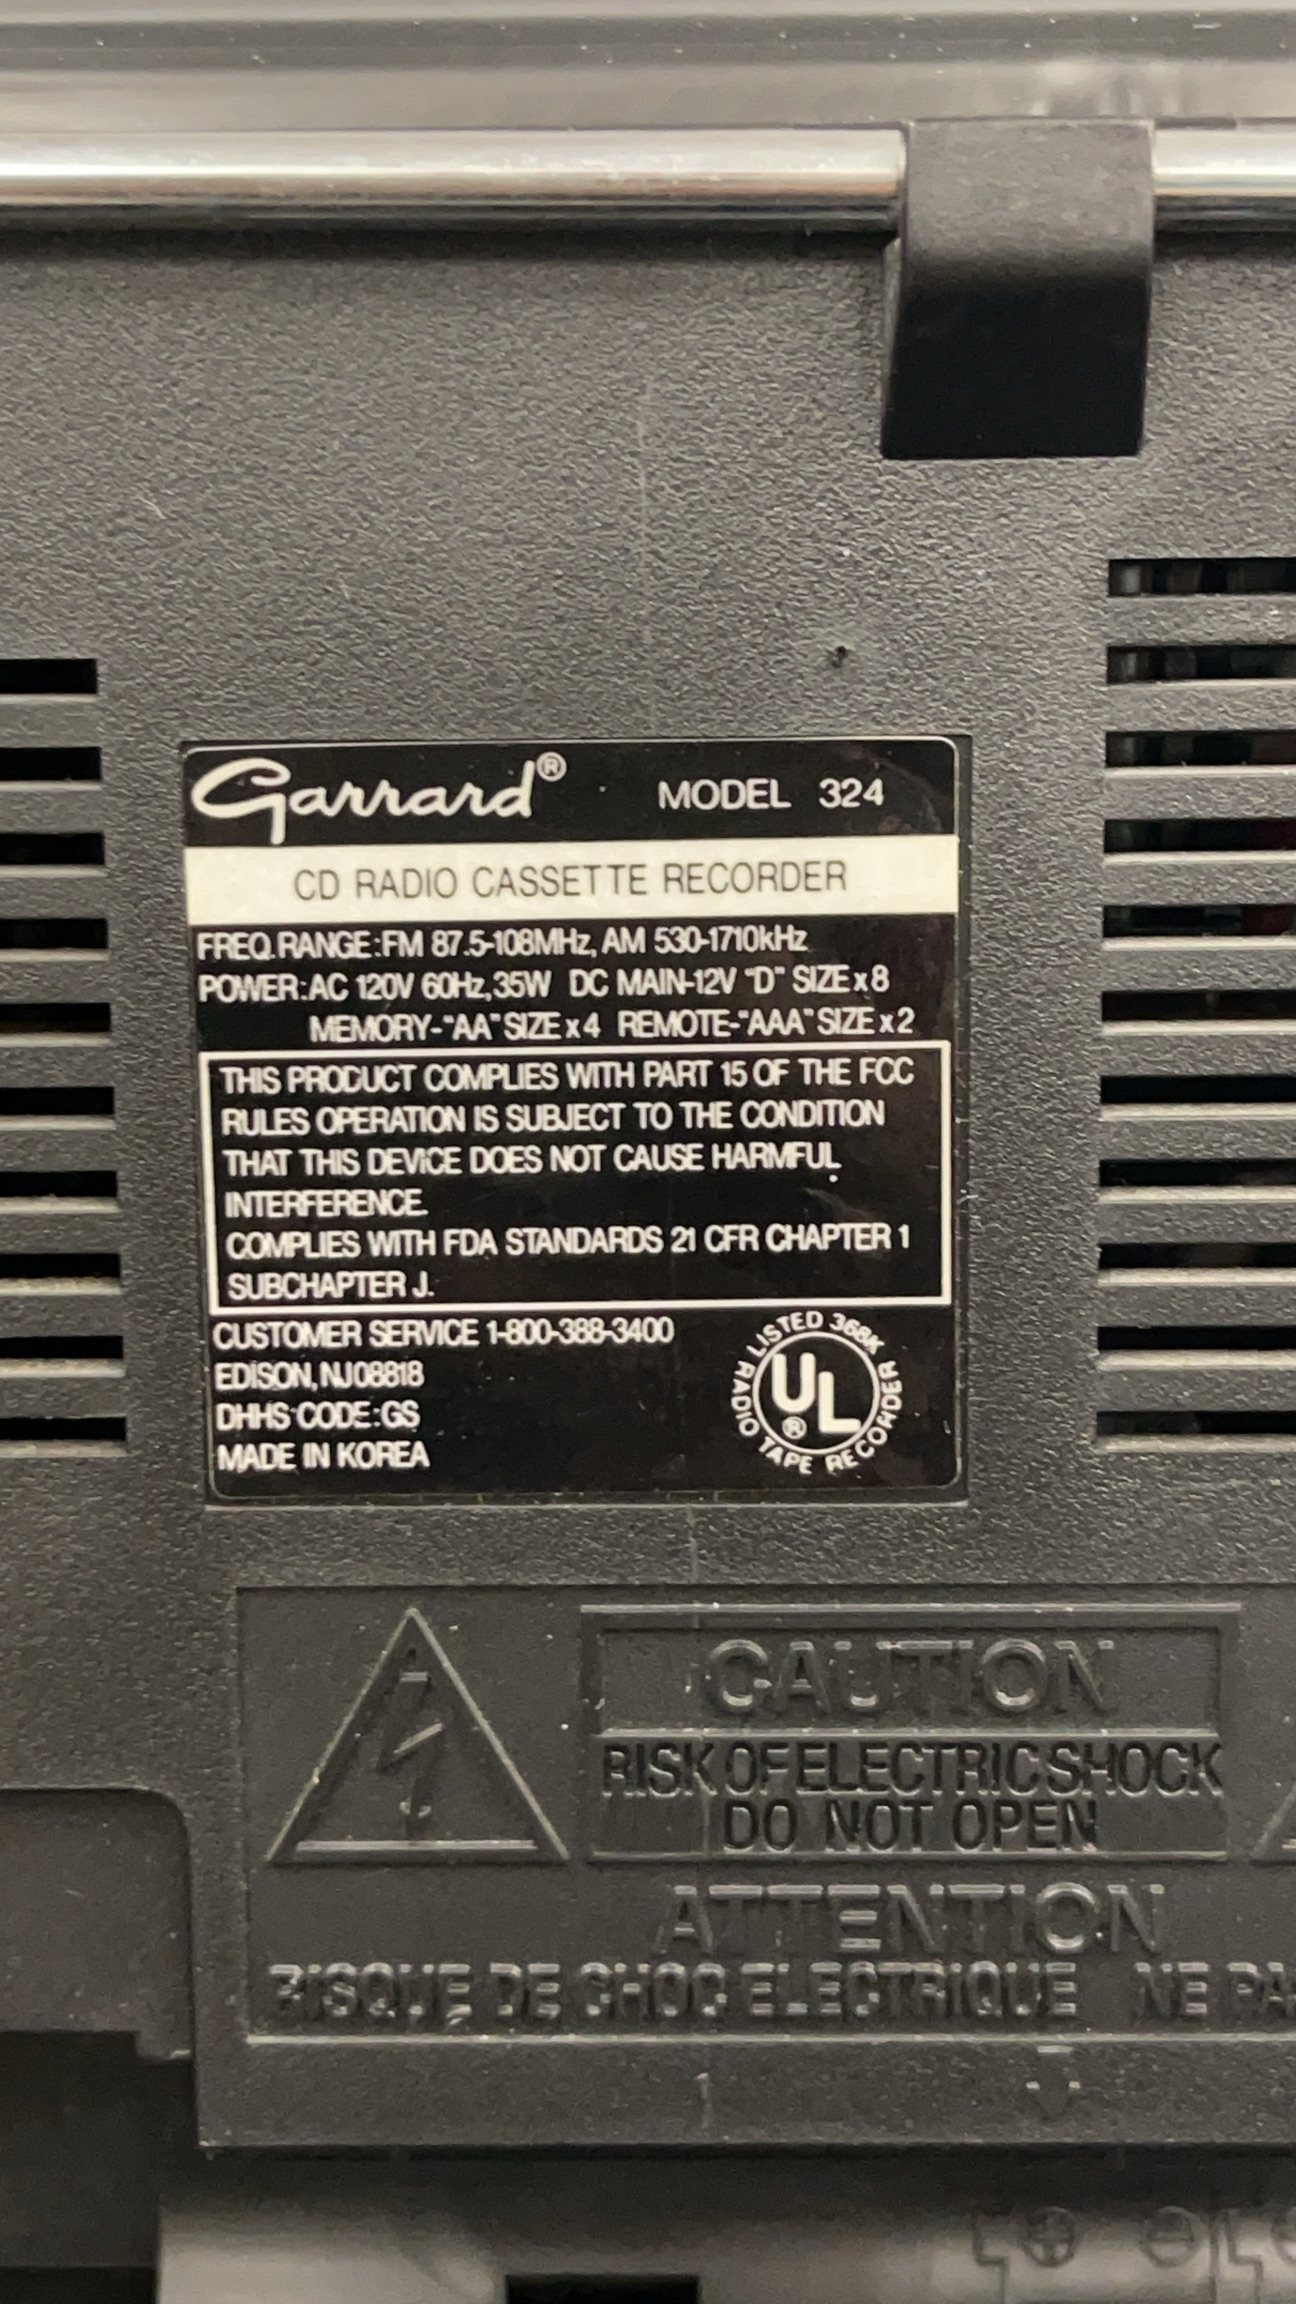 Garrard® MODEL 324
CD RADIO CASSETTE RECORDER
FREQ.RANGE:FM 87.5-108MHz, AM 530-1710kHz
POWER:AC 120V 60Hz,35W DC MAIN-12V "D" SIZE x 8
MEMORY-"AA" SIZE x 4 REMOTE-"AAA" SIZE x 2
THIS PRODUCT COMPLIES WITH PART 15 OF THE FCC
RULES OPERATION IS SUBJECT TO THE CONDITION
THAT THIS DEVICE DOES NOT CAUSE HARMFUL
INTERFERENCE.
COMPLIES WITH FDA STANDARDS 21 CFR CHAPTER 1
SUBCHAPTER J.
CUSTOMER SERVICE 1-800-388-3400
EDISON, NJ 08818
DHHS CODE:GS
MADE IN KOREA
LISTED 368K
UL®
RADIO TAPE RECORDER
CAUTION
RISK OF ELECTRIC SHOCK
DO NOT OPEN
ATTENTION
RISQUE DE CHOC ELECTRIQUE NE PA